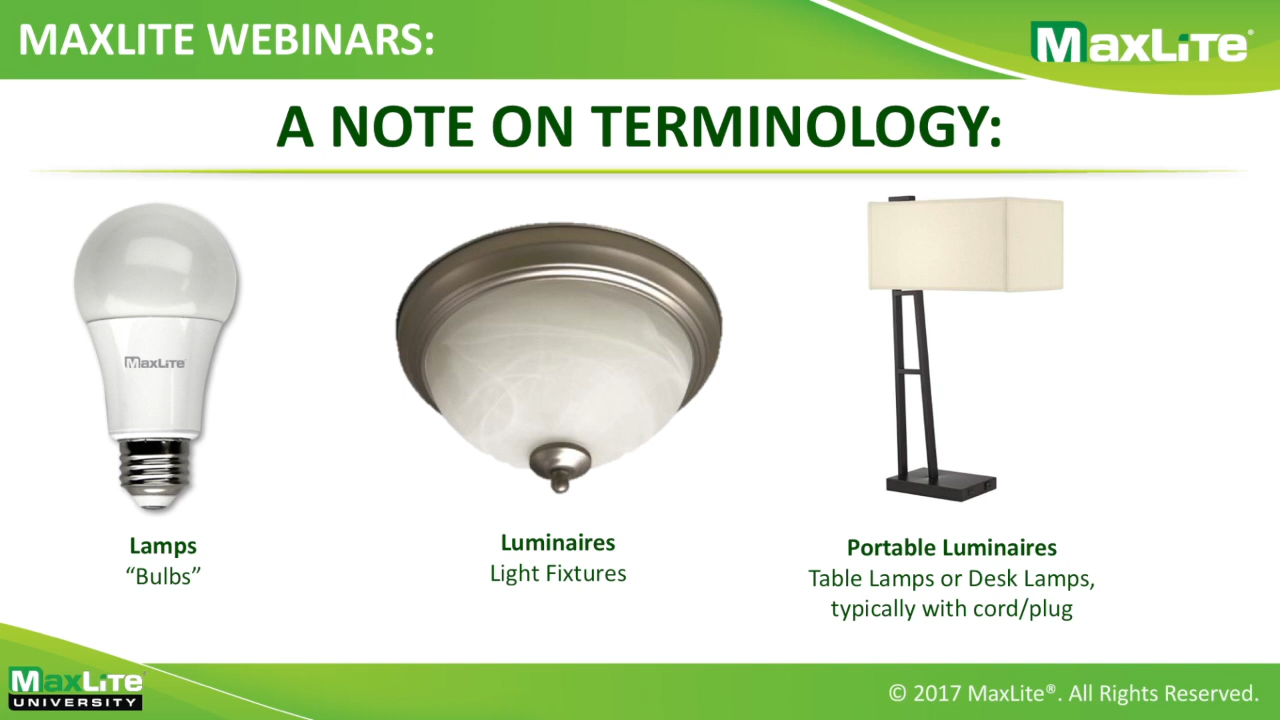 MAXLITE WEBINARS:
MAXLITE®
A NOTE ON TERMINOLOGY:
MAXLITE
Lamps
“Bulbs”
Luminaires
Light Fixtures
Portable Luminaires
Table Lamps or Desk Lamps,
typically with cord/plug
MAXLITE
UNIVERSITY
© 2017 MaxLite®. All Rights Reserved.